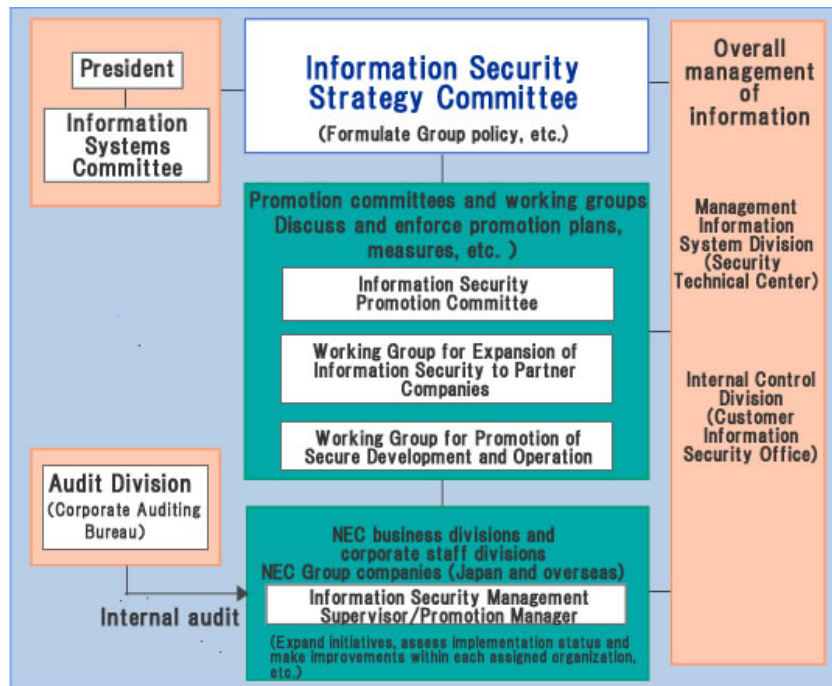 President
Information
Systems
Committee
Information Security
Strategy Committee
(Formulate Group policy, etc.)
Overall
management
of
information
Promotion committees and working groups
Discuss and enforce promotion plans,
measures, etc. )
Information Security
Promotion Committee
Working Group for Expansion of
Information Security to Partner
Companies
Working Group for Promotion of
Secure Development and Operation
Management
Information
System Division
(Security
Technical Center)
Internal Control
Division
(Customer
Information
Security Office)
Audit Division
(Corporate Auditing
Bureau)
Internal audit
NEC business divisions and
corporate staff divisions
NEC Group companies (Japan and overseas)
Information Security Management
Supervisor/Promotion Manager
(Expand initiatives, assess implementation status and
make improvements within each assigned organization,
etc.)